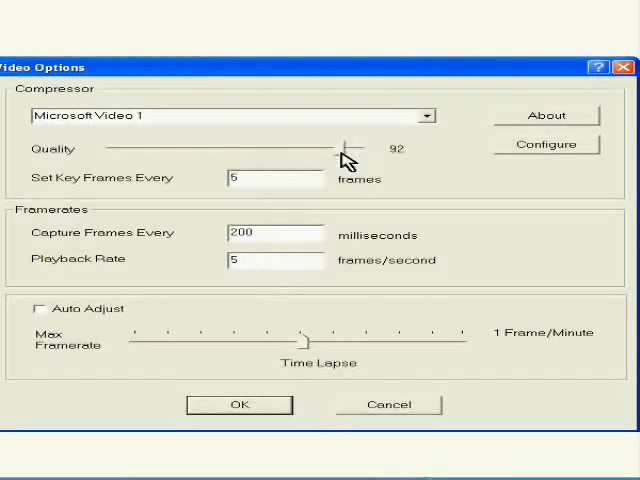 Video Options
Compressor
Microsoft Video 1
About
Quality
92
Configure
Set Key Frames Every
5
frames
Framerates
Capture Frames Every
200
milliseconds
Playback Rate
5
frames/second
Auto Adjust
Max
Framerate
1 Frame/Minute
Time Lapse
OK
Cancel